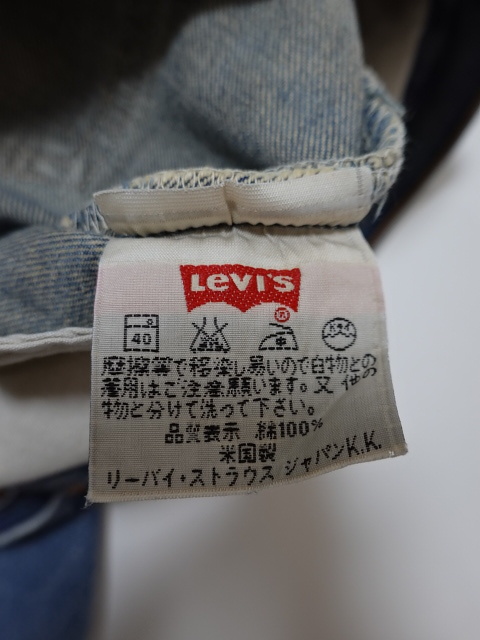 LEVI'S
®
40
摩擦等で移染し易いので白物との
着用はご注意願います。又、他の
物と分けて洗って下さい。
品質表示 綿100%
米国製
リーバイ・ストラウス ジャパンK.K.